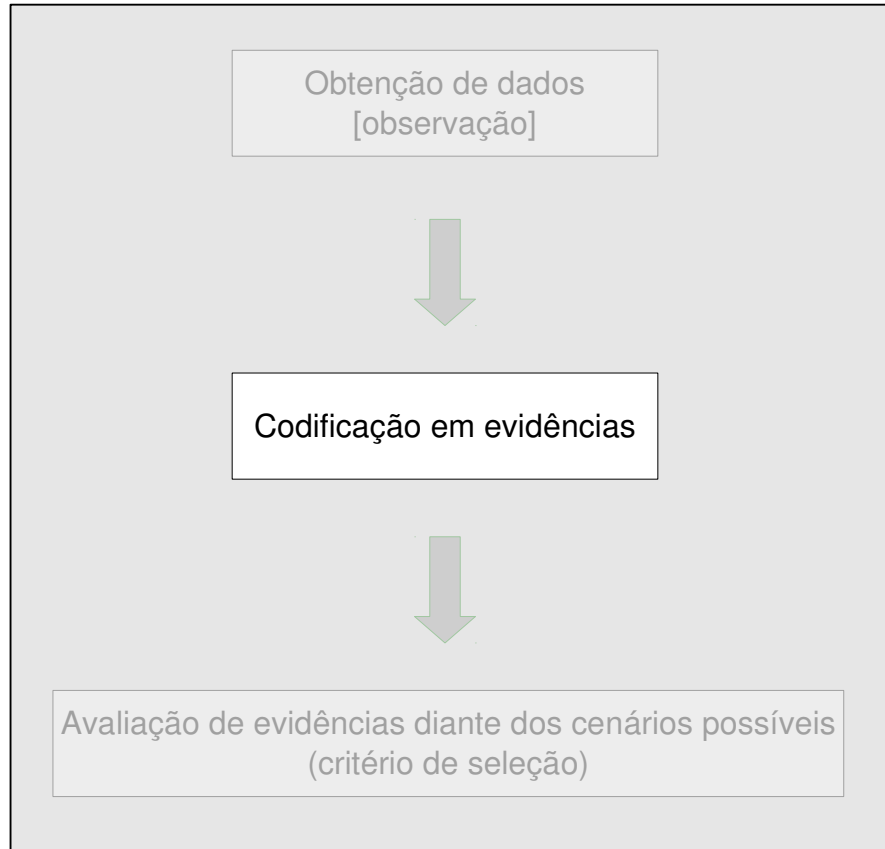 Obtenção de dados
[observação]
Codificação em evidências
Avaliação de evidências diante dos cenários possíveis
(critério de seleção)